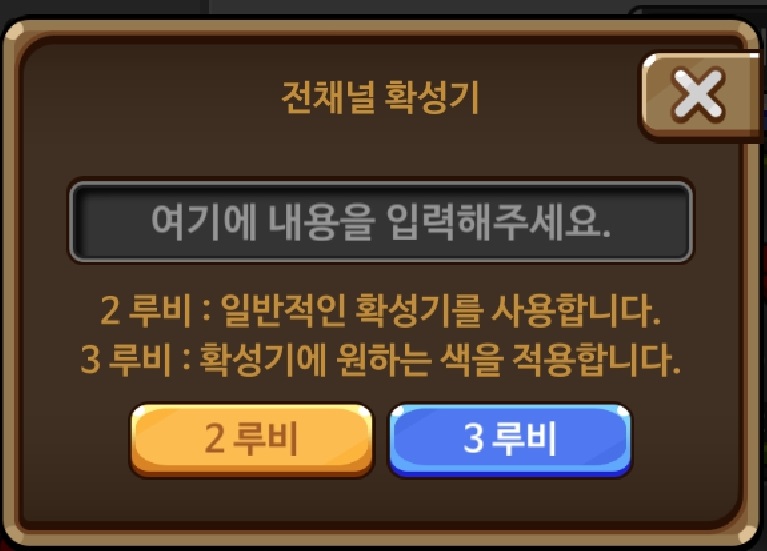 전채널 확성기
여기에 내용을 입력해주세요.
2 루비 : 일반적인 확성기를 사용합니다.
3 루비 : 확성기에 원하는 색을 적용합니다.
2 루비
3 루비